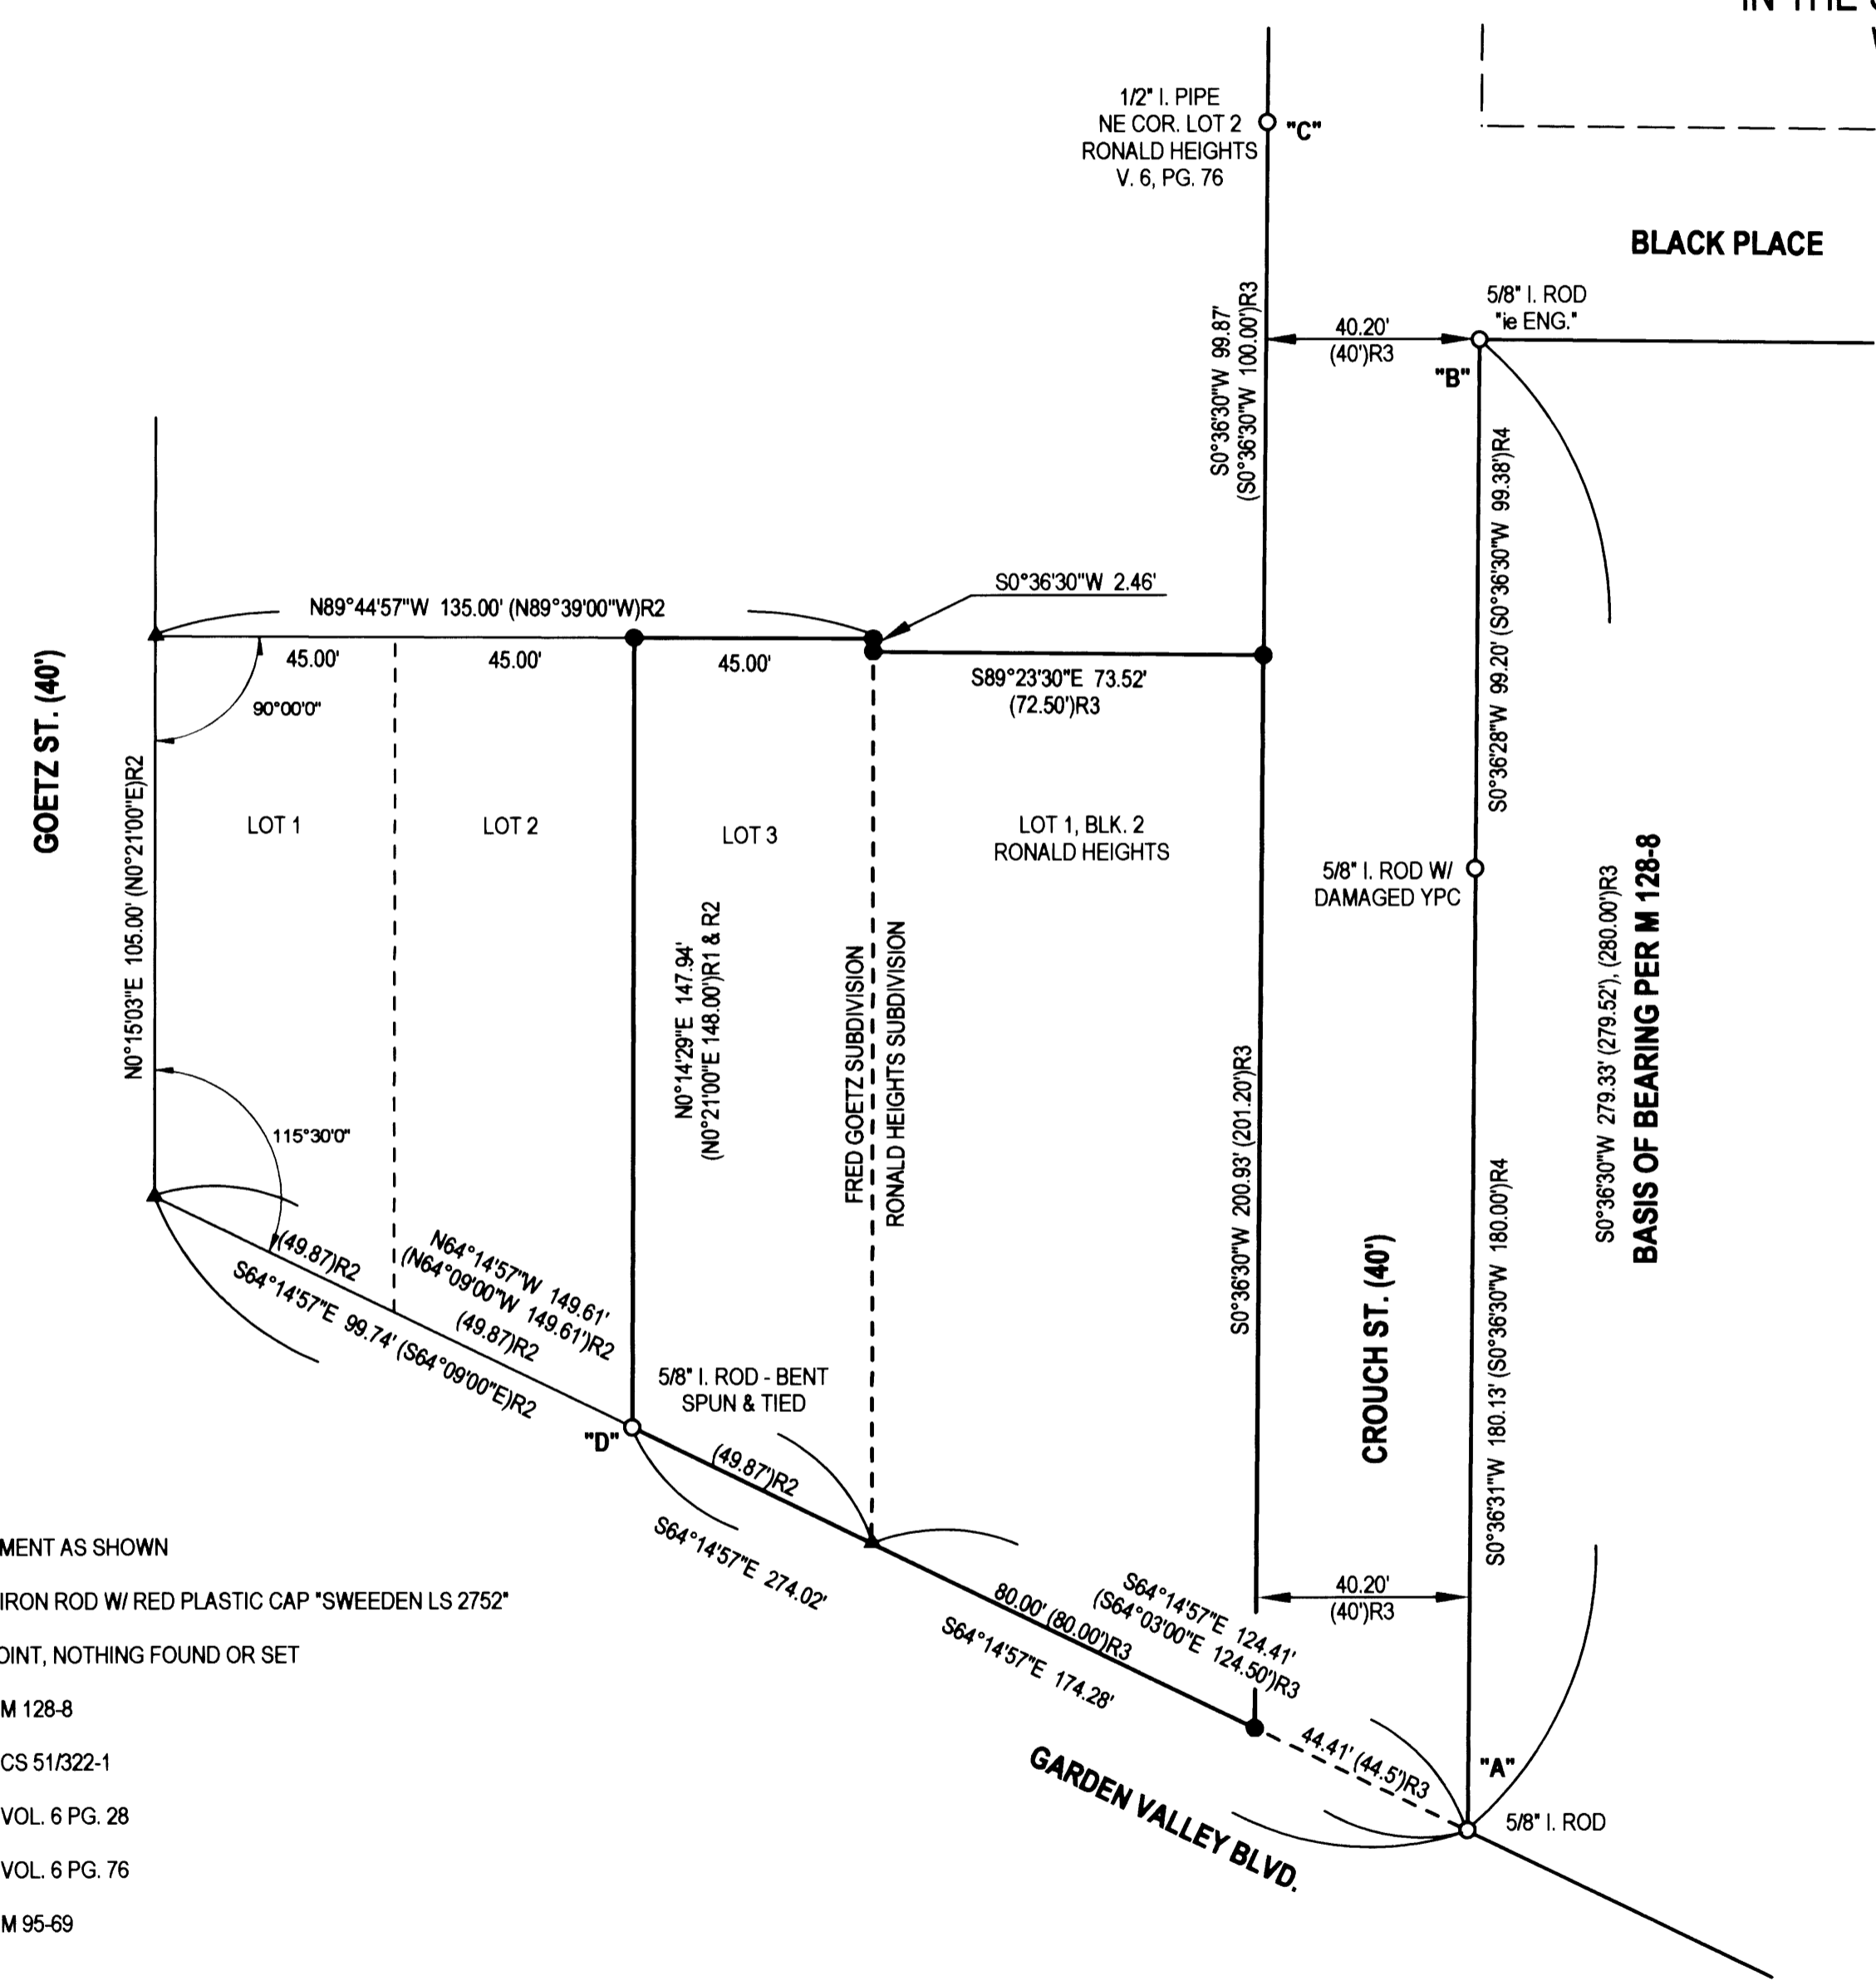 1/2" I. PIPE
NE COR. LOT 2
RONALD HEIGHTS
V. 6, PG. 76
"C"
BLACK PLACE
5/8" I. ROD
"ie ENG."
40.20'
(40')R3
"B"
S0°36'30"W 99.87'
(S0°36'30"W 100.00')R3
S0°36'28"W 99.20' (S0°36'30"W 99.38')R4
S0°36'30"W 2.46'
N89°44'57"W 135.00' (N89°39'00"W)R2
45.00'
45.00'
45.00'
S89°23'30"E 73.52'
(72.50')R3
90°00'0"
GOETZ ST. (40')
N0°15'03"E 105.00' (N0°21'00"E)R2
LOT 1
LOT 2
LOT 3
LOT 1, BLK. 2
RONALD HEIGHTS
5/8" I. ROD W/
DAMAGED YPC
N0°14'29"E 147.94'
(N0°21'00"E 148.00')R1 & R2
FRED GOETZ SUBDIVISION
RONALD HEIGHTS SUBDIVISION
S0°36'30"W 200.93' (201.20')R3
CROUCH ST. (40')
S0°36'31"W 180.13' (S0°36'30"W 180.00')R4
S0°36'30"W 279.33' (279.52'), (280.00')R3
BASIS OF BEARING PER M 128-8
115°30'0"
(49.87)R2
N64°14'57"W 149.61'
(N64°09'00"W 149.61')R2
(49.87)R2
S64°14'57"E 99.74' (S64°09'00"E)R2
5/8" I. ROD - BENT
SPUN & TIED
"D"
(49.87')R2
S64°14'57"E 274.02'
S64°14'57"E 124.41'
(S64°03'00"E 124.50')R3
80.00' (80.00')R3
S64°14'57"E 174.28'
40.20'
(40')R3
44.41' (44.5')R3
"A"
5/8" I. ROD
GARDEN VALLEY BLVD.
MENT AS SHOWN
IRON ROD W/ RED PLASTIC CAP "SWEEDEN LS 2752"
OINT, NOTHING FOUND OR SET
M 128-8
CS 51/322-1
VOL. 6 PG. 28
VOL. 6 PG. 76
M 95-69